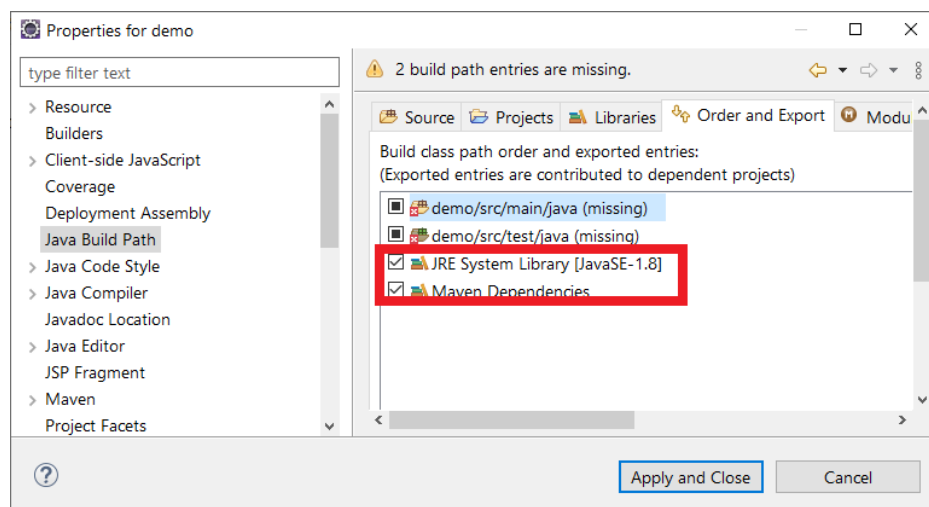 Properties for demo
type filter text
Resource
Builders
Client-side JavaScript
Coverage
Deployment Assembly
Java Build Path
Java Code Style
Java Compiler
Javadoc Location
Java Editor
JSP Fragment
Maven
Project Facets
2 build path entries are missing.
Source Projects Libraries Order and Export Modu
Build class path order and exported entries:
(Exported entries are contributed to dependent projects)
demo/src/main/java (missing)
demo/src/test/java (missing)
JRE System Library [JavaSE-1.8]
Maven Dependencies
Apply and Close
Cancel